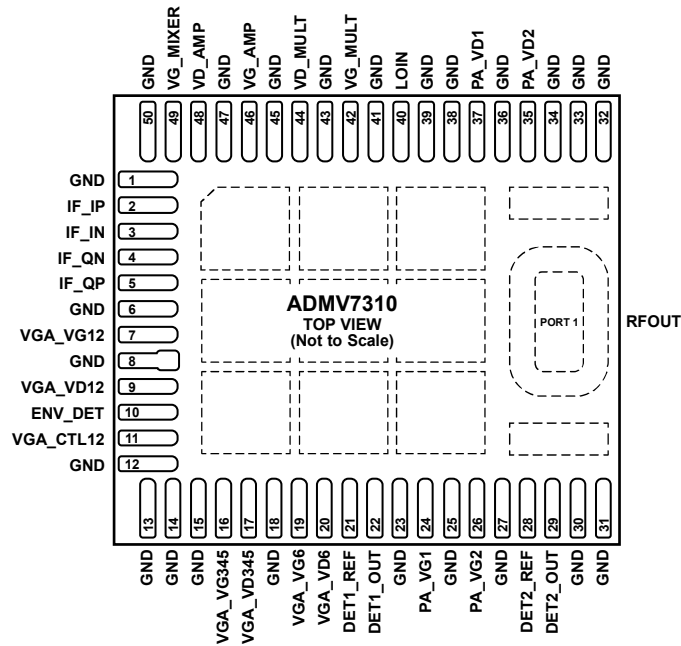 GND
VG_MIXER
VD_AMP
GND
VG_AMP
GND
VD_MULT
GND
VG_MULT
GND
LOIN
GND
GND
PA_VD1
GND
PA_VD2
GND
GND
GND
50
49
48
47
46
45
44
43
42
41
40
39
38
37
36
35
34
33
32
GND 1
IF_IP 2
IF_IN 3
IF_QN 4
IF_QP 5
GND 6
VGA_VG12 7
GND 8
VGA_VD12 9
ENV_DET 10
VGA_CTL12 11
GND 12
ADMV7310
TOP VIEW
(Not to Scale)
PORT 1
RFOUT
13
14
15
16
17
18
19
20
21
22
23
24
25
26
27
28
29
30
31
GND
GND
GND
VGA_VG345
VGA_VD345
GND
VGA_VG6
VGA_VD6
DET1_REF
DET1_OUT
GND
PA_VG1
GND
PA_VG2
GND
DET2_REF
DET2_OUT
GND
GND